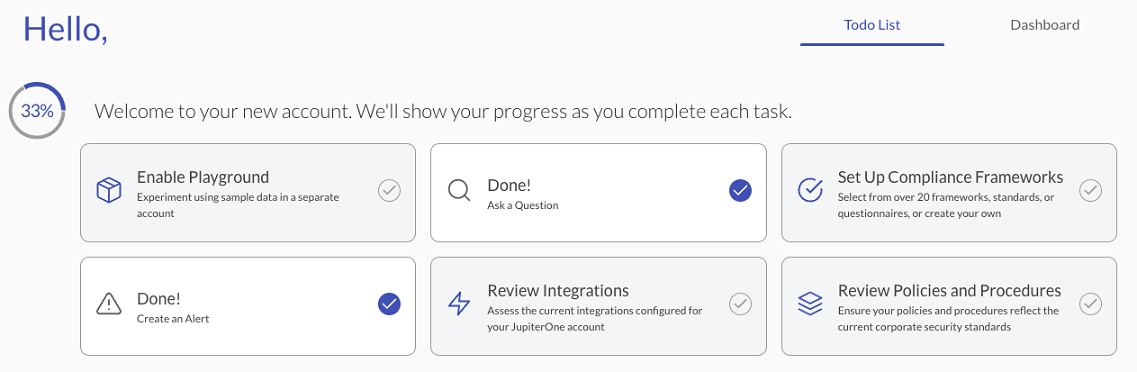 Hello,
Todo List
Dashboard
33%
Welcome to your new account. We'll show your progress as you complete each task.
Enable Playground
Experiment using sample data in a separate
account
Done!
Ask a Question
Set Up Compliance Frameworks
Select from over 20 frameworks, standards, or
questionnaires, or create your own
Done!
Create an Alert
Review Integrations
Assess the current integrations configured for
your JupiterOne account
Review Policies and Procedures
Ensure your policies and procedures reflect the
current corporate security standards